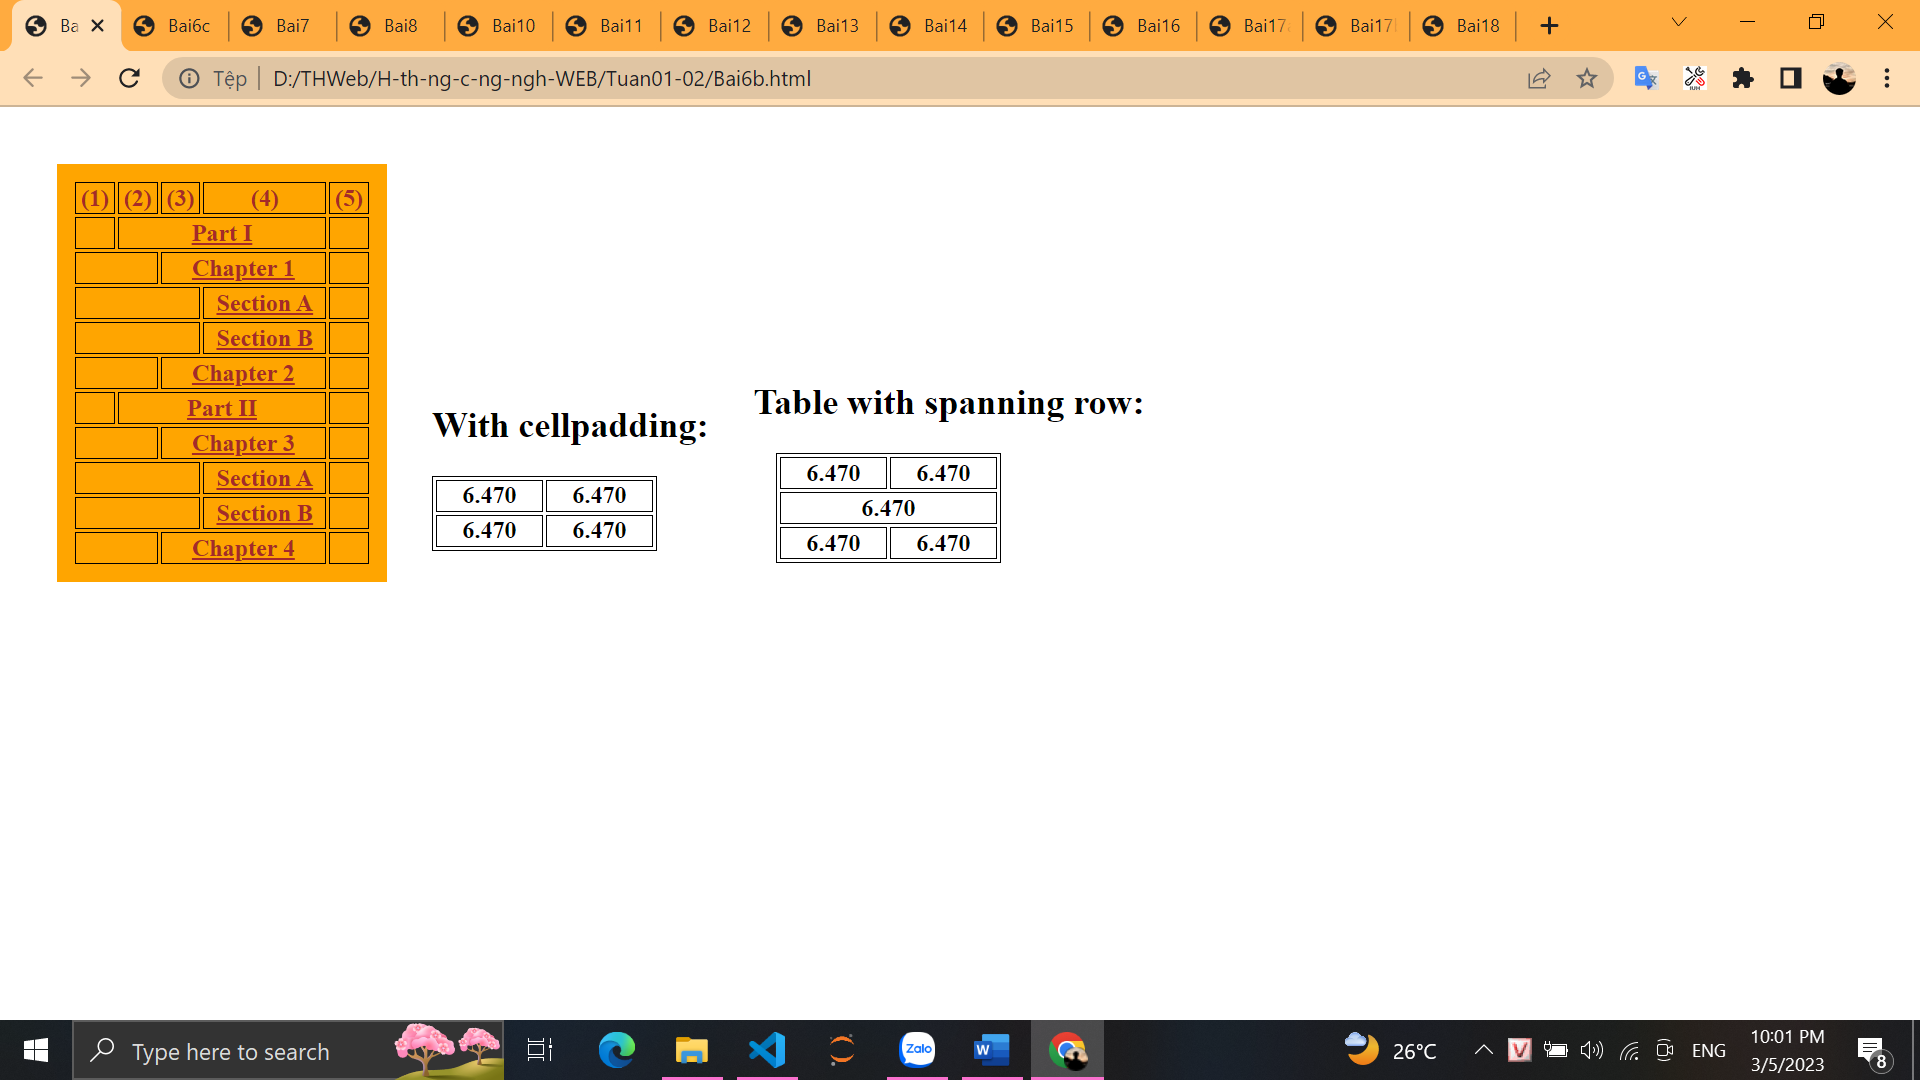 Ba Bai6c Bai7 Bai8 Bai10 Bai11 Bai12 Bai13 Bai14 Bai15 Bai16 Bai17 Bai17 Bai18
Tệp D:/THWeb/H-th-ng-c-ng-ngh-WEB/Tuan01-02/Bai6b.html
(1) (2) (3) (4) (5)
Part I
Chapter 1
Section A
Section B
Chapter 2
Part II
Chapter 3
Section A
Section B
Chapter 4
With cellpadding:
6.470 6.470
6.470 6.470
Table with spanning row:
6.470 6.470
6.470
6.470 6.470
Type here to search
Zalo
W
26°C
V
ENG
10:01 PM
3/5/2023
8